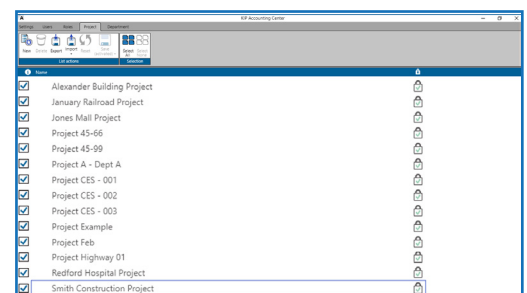 KIP Accounting Center
Settings Users Roles Project Department
New Delete Export Import Reset Save
Select All Select None
List actions Selection
Name
Alexander Building Project
January Railroad Project
Jones Mall Project
Project 45-66
Project 45-99
Project A - Dept A
Project CES - 001
Project CES - 002
Project CES - 003
Project Example
Project Feb
Project Highway 01
Redford Hospital Project
Smith Construction Project